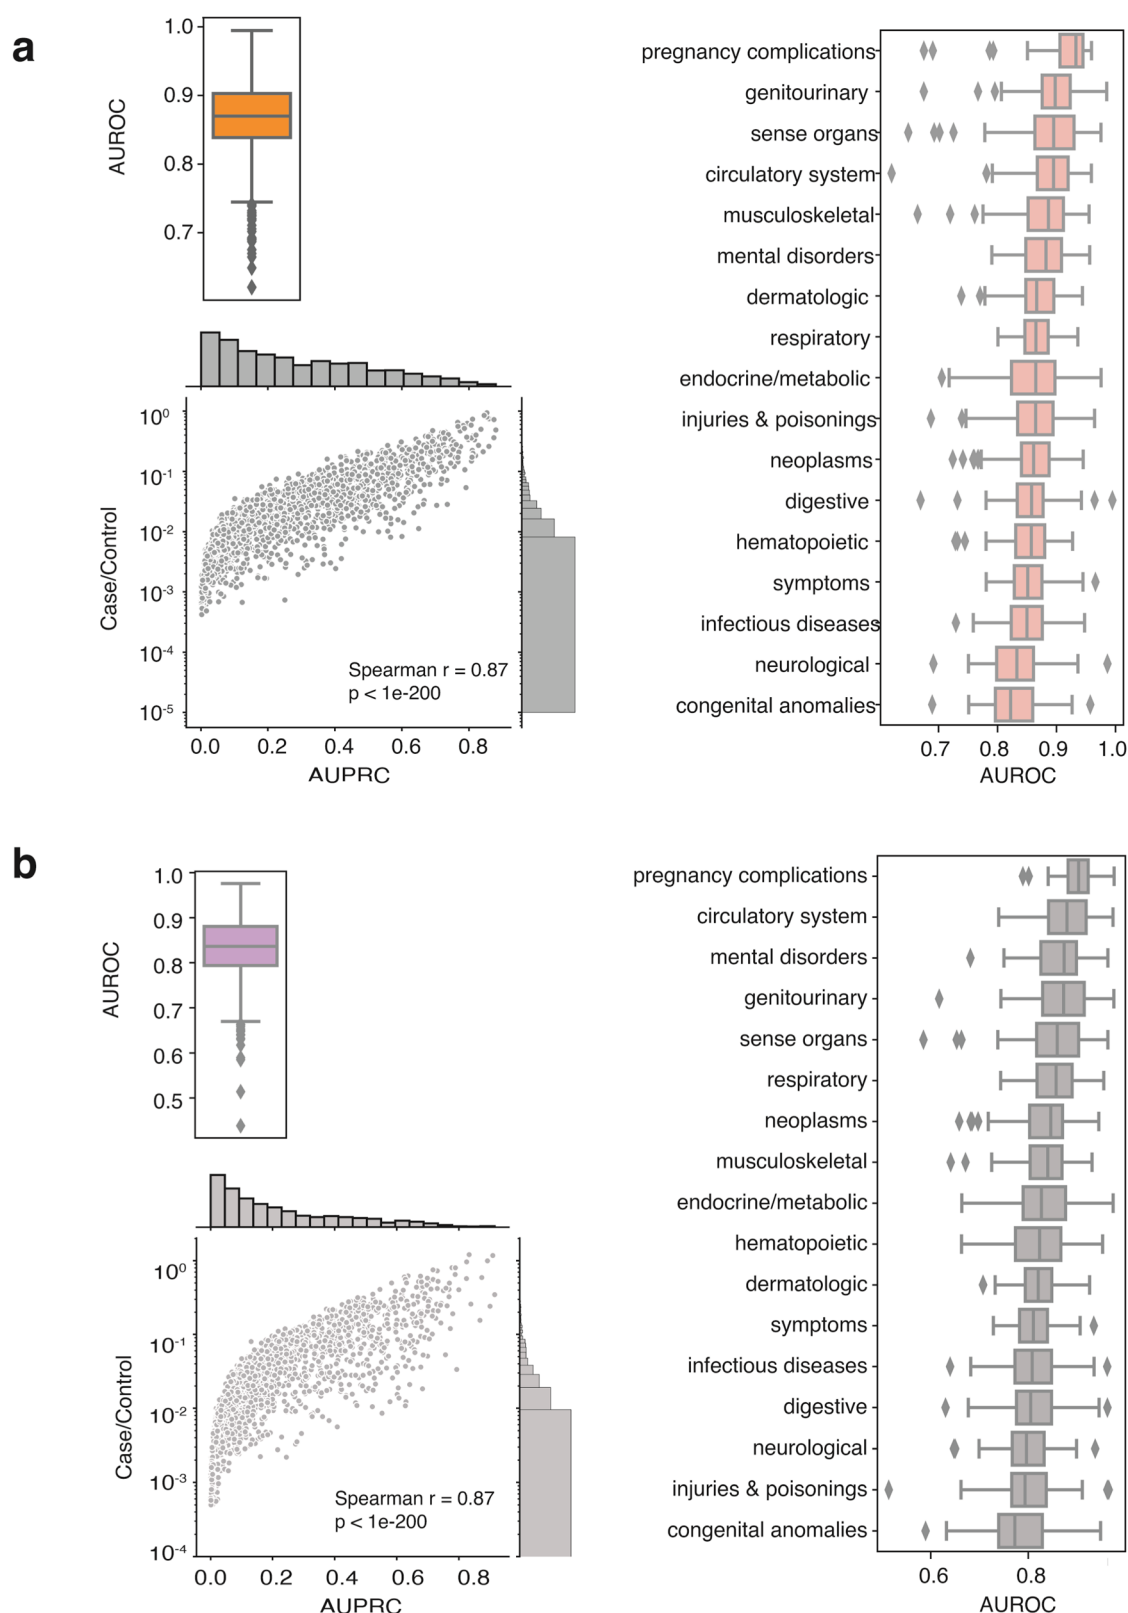 a
1.0
0.9
0.8
0.7
AUROC
10⁰
10⁻¹
10⁻²
10⁻³
10⁻⁴
10⁻⁵
Case/Control
Spearman r = 0.87
p < 1e-200
0.0 0.2 0.4 0.6 0.8
AUPRC
pregnancy complications
genitourinary
sense organs
circulatory system
musculoskeletal
mental disorders
dermatologic
respiratory
endocrine/metabolic
injuries & poisonings
neoplasms
digestive
hematopoietic
symptoms
infectious diseases
neurological
congenital anomalies
0.7 0.8 0.9 1.0
AUROC
b
1.0
0.9
0.8
0.7
0.6
0.5
AUROC
10⁰
10⁻¹
10⁻²
10⁻³
10⁻⁴
Case/Control
Spearman r = 0.87
p < 1e-200
0.0 0.2 0.4 0.6 0.8
AUPRC
pregnancy complications
circulatory system
mental disorders
genitourinary
sense organs
respiratory
neoplasms
musculoskeletal
endocrine/metabolic
hematopoietic
dermatologic
symptoms
infectious diseases
digestive
neurological
injuries & poisonings
congenital anomalies
0.6 0.8
AUROC